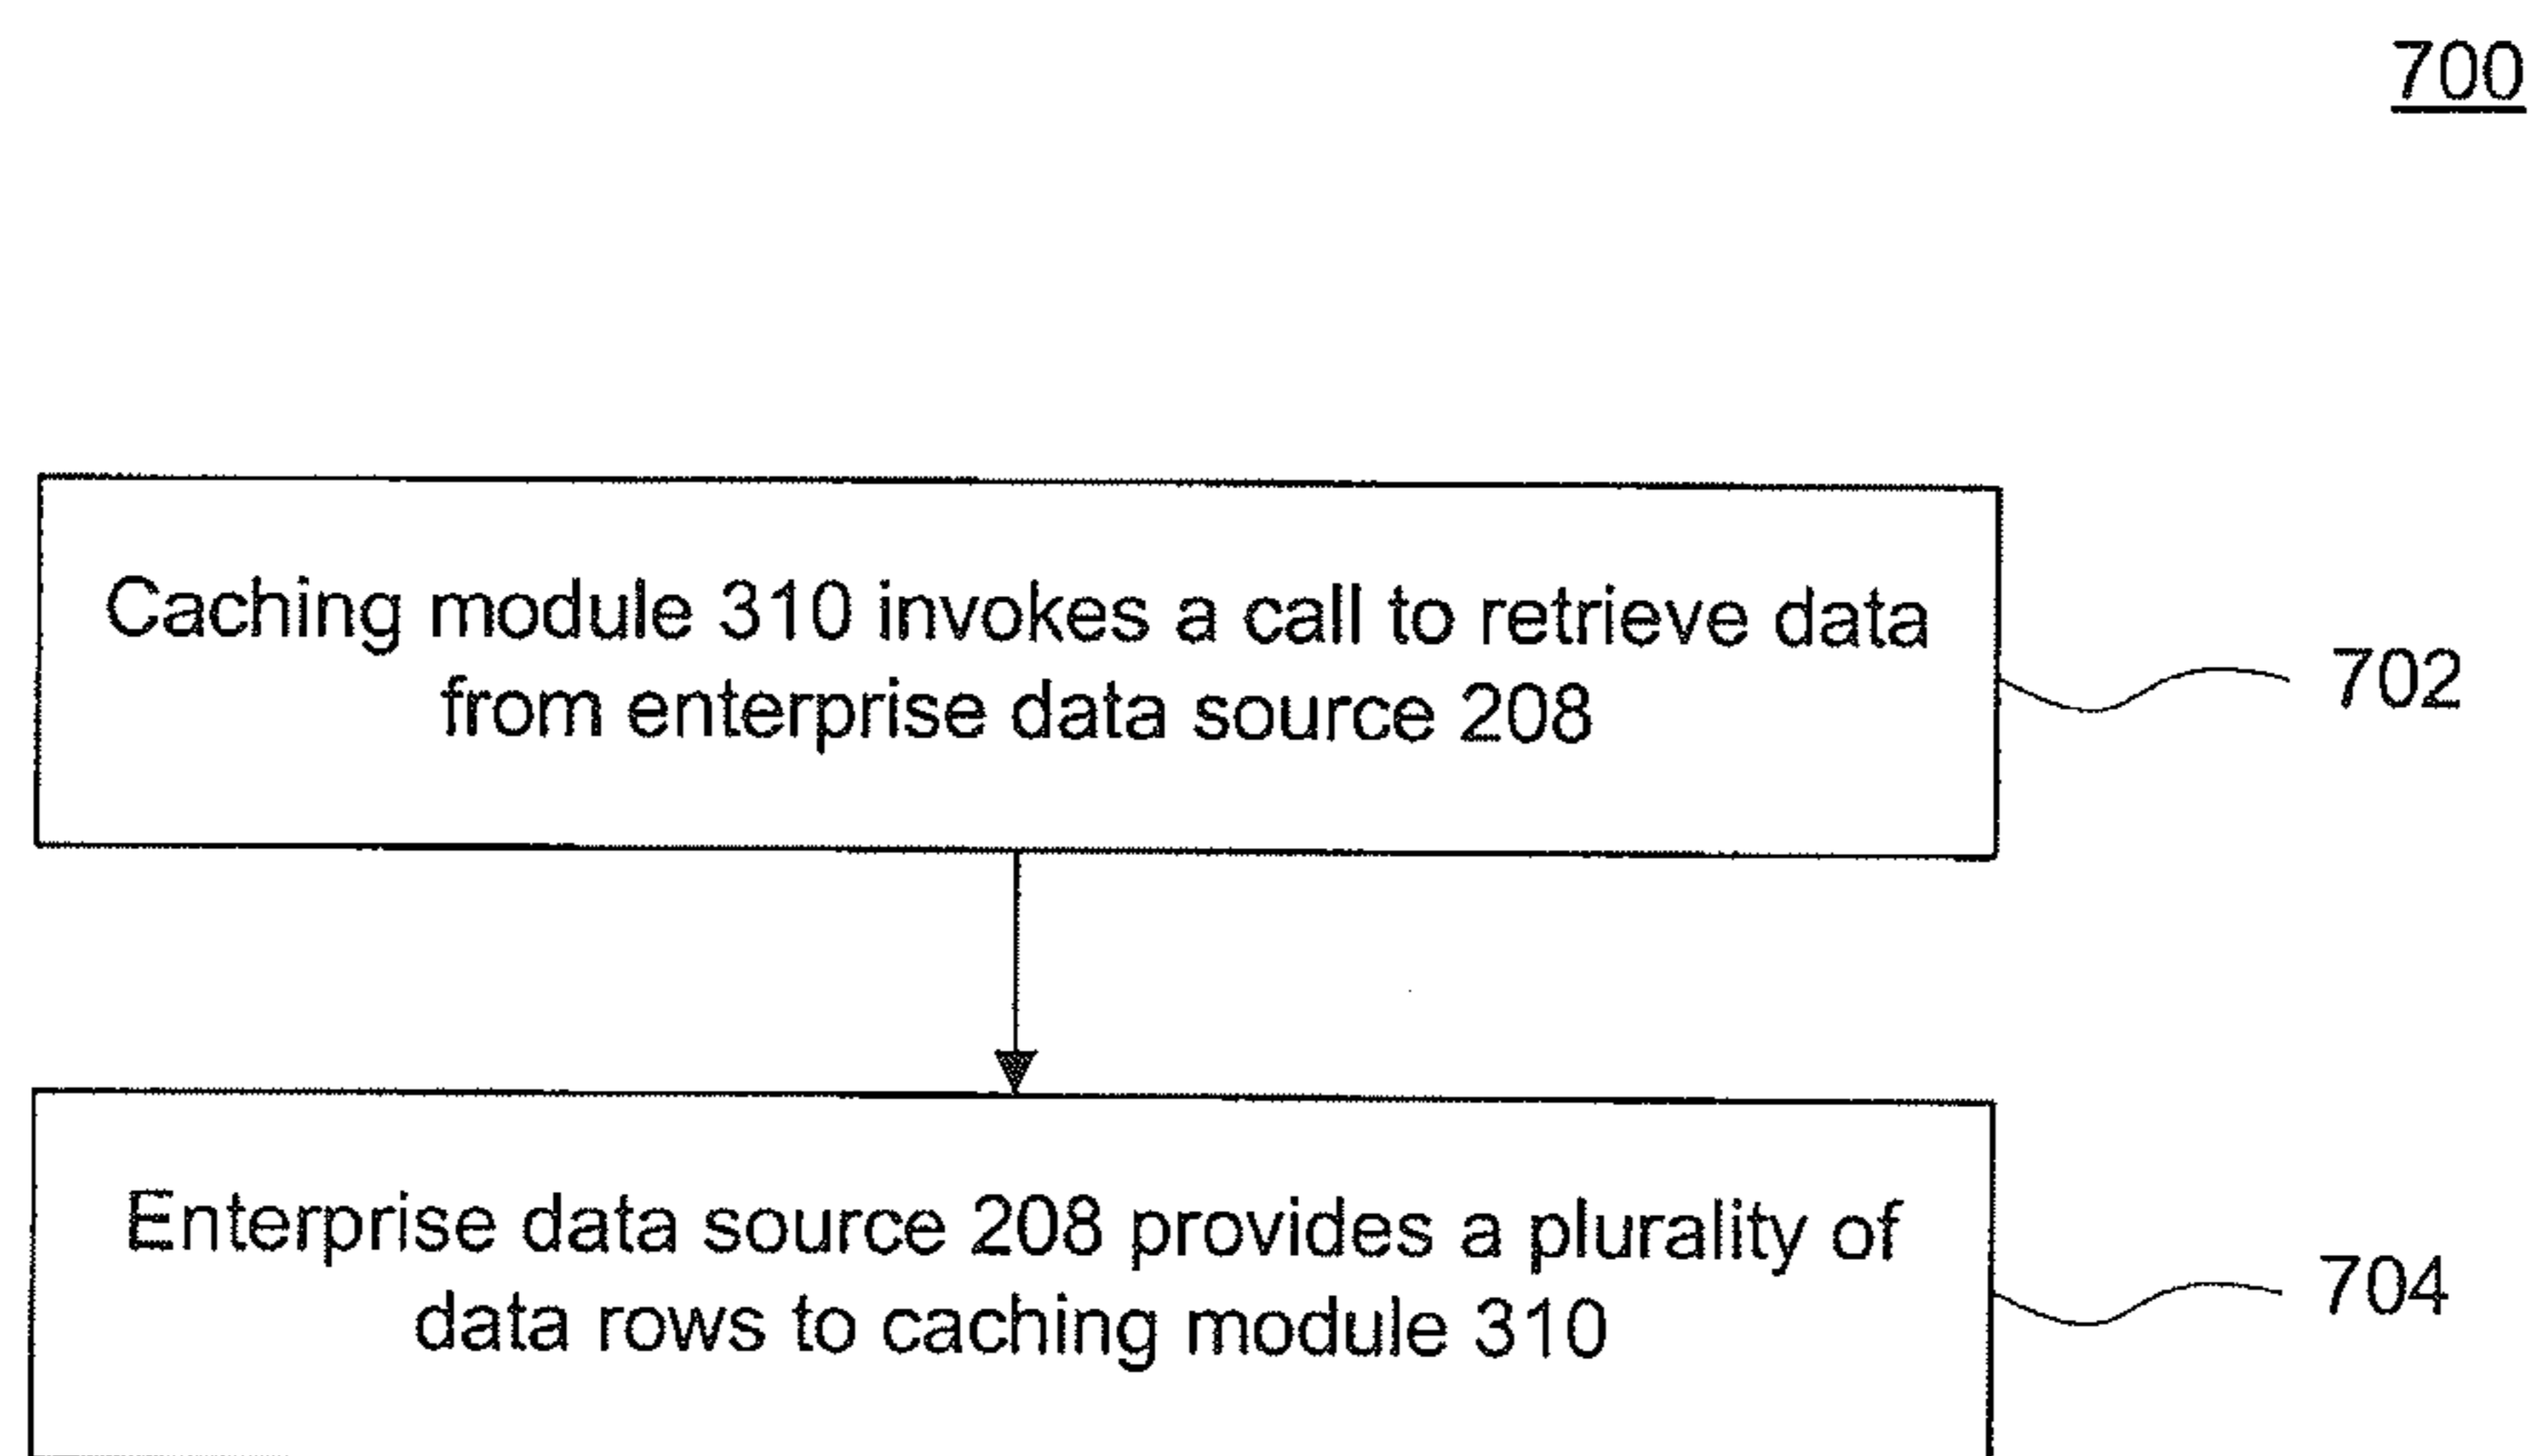 700
Caching module 310 invokes a call to retrieve data
from enterprise data source 208
702
Enterprise data source 208 provides a plurality of
data rows to caching module 310
704